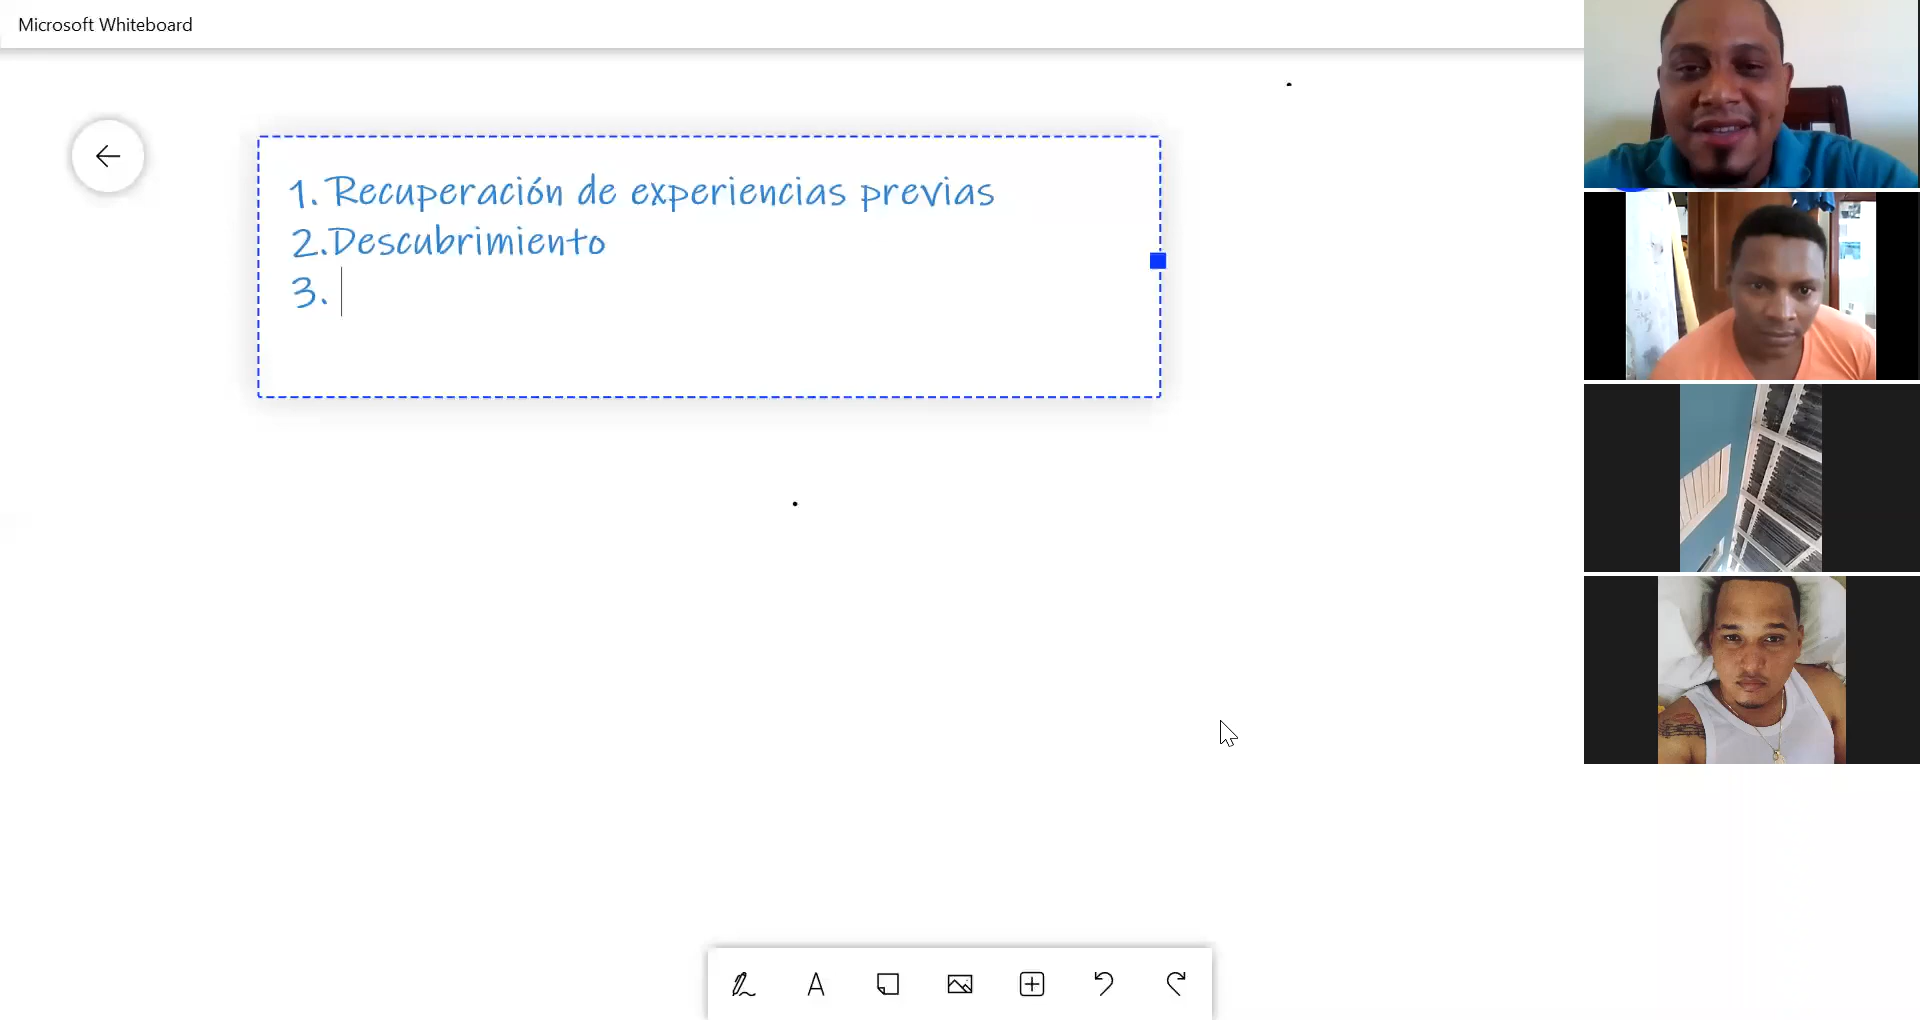 Microsoft Whiteboard
1. Recuperación de experiencias previas
2.Descubrimiento
3.